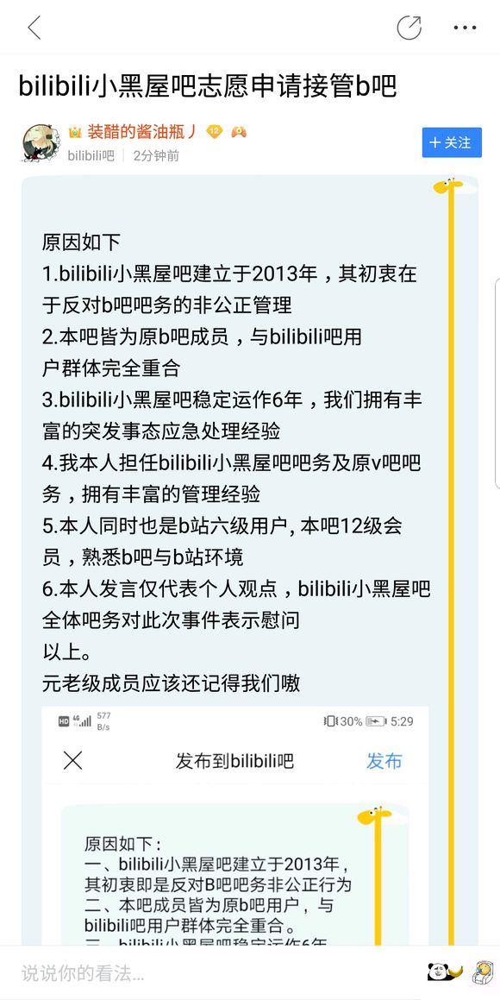 bilibili小黑屋吧志愿申请接管b吧
装醋的酱油瓶丿 12
bilibili吧 2分钟前
+ 关注
原因如下
1.bilibili小黑屋吧建立于2013年，其初衷在
于反对b吧吧务的非公正管理
2.本吧皆为原b吧成员，与bilibili吧用
户群体完全重合
3.bilibili小黑屋吧稳定运作6年，我们拥有丰
富的突发事态应急处理经验
4.我本人担任bilibili小黑屋吧吧务及原v吧吧
务，拥有丰富的管理经验
5.本人同时也是b站六级用户, 本吧12级会
员，熟悉b吧与b站环境
6.本人发言仅代表个人观点，bilibili小黑屋吧
全体吧务对此次事件表示慰问
以上。
元老级成员应该还记得我们嗷
HD 4G 577 B/s 30% 5:29
发布到bilibili吧 发布
原因如下：
一、bilibili小黑屋吧建立于2013年，
其初衷即是反对B吧吧务非公正行为
二、本吧成员皆为原b吧用户，与
bilibili吧用户群体完全重合。
三、bilibili小黑屋吧稳定运作6年
说说你的看法...